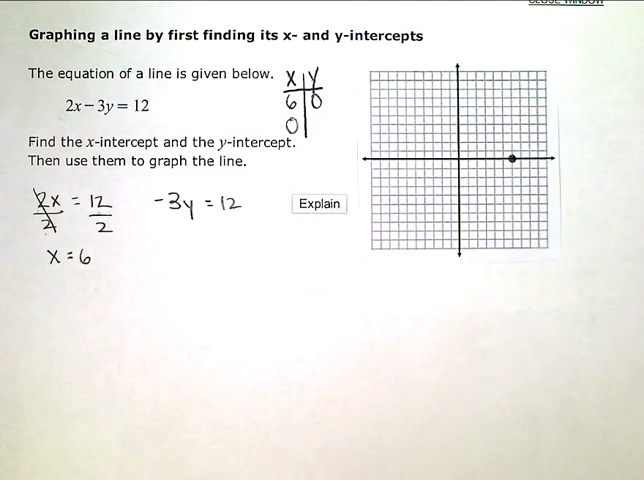 CLOSE WINDOW
Graphing a line by first finding its x- and y-intercepts
The equation of a line is given below.
2x − 3y = 12
X Y
6 0
0
Find the x-intercept and the y-intercept.
Then use them to graph the line.
2x = 12
2 2
-3y = 12
Explain
x = 6